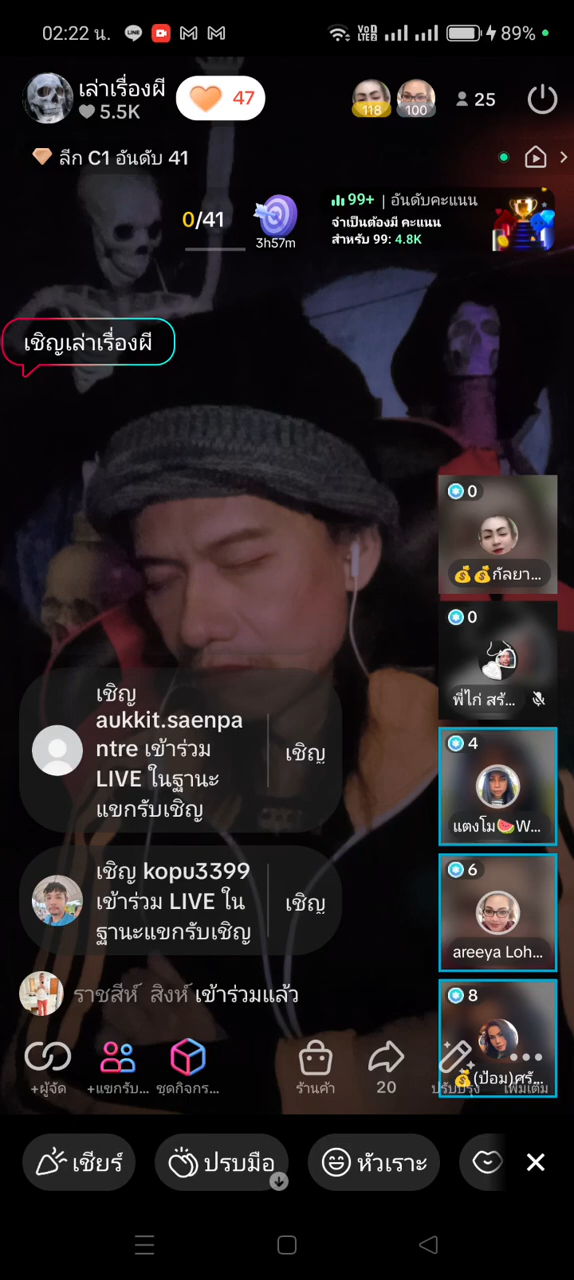 02:22 น.
VoD
LTE2
89%
เล่าเรื่องผี
5.5K
47
118
100
25
ลีก C1 อันดับ 41
0/41
3h57m
99+ | อันดับคะแนน
จำเป็นต้องมี คะแนน
สำหรับ 99: 4.8K
เชิญเล่าเรื่องผี
0
กัลยา...
0
พี่ไก่ สรั...
4
แตงโม🍉W...
6
areeya Loh...
8
เชิญ
aukkit.saenpa
ntre เข้าร่วม
LIVE ในฐานะ
แขกรับเชิญ
เชิญ
เชิญ kopu3399
เข้าร่วม LIVE ใน
ฐานะแขกรับเชิญ
เชิญ
ราชสีห์ สิงห์ เข้าร่วมแล้ว
+ผู้จัด
+แขกรับ...
ชุดกิจกร...
ร้านค้า
20
ปรับปรุง
เพิ่มเติม
(ป้อม)ศรั...
เชียร์
ปรบมือ
หัวเราะ